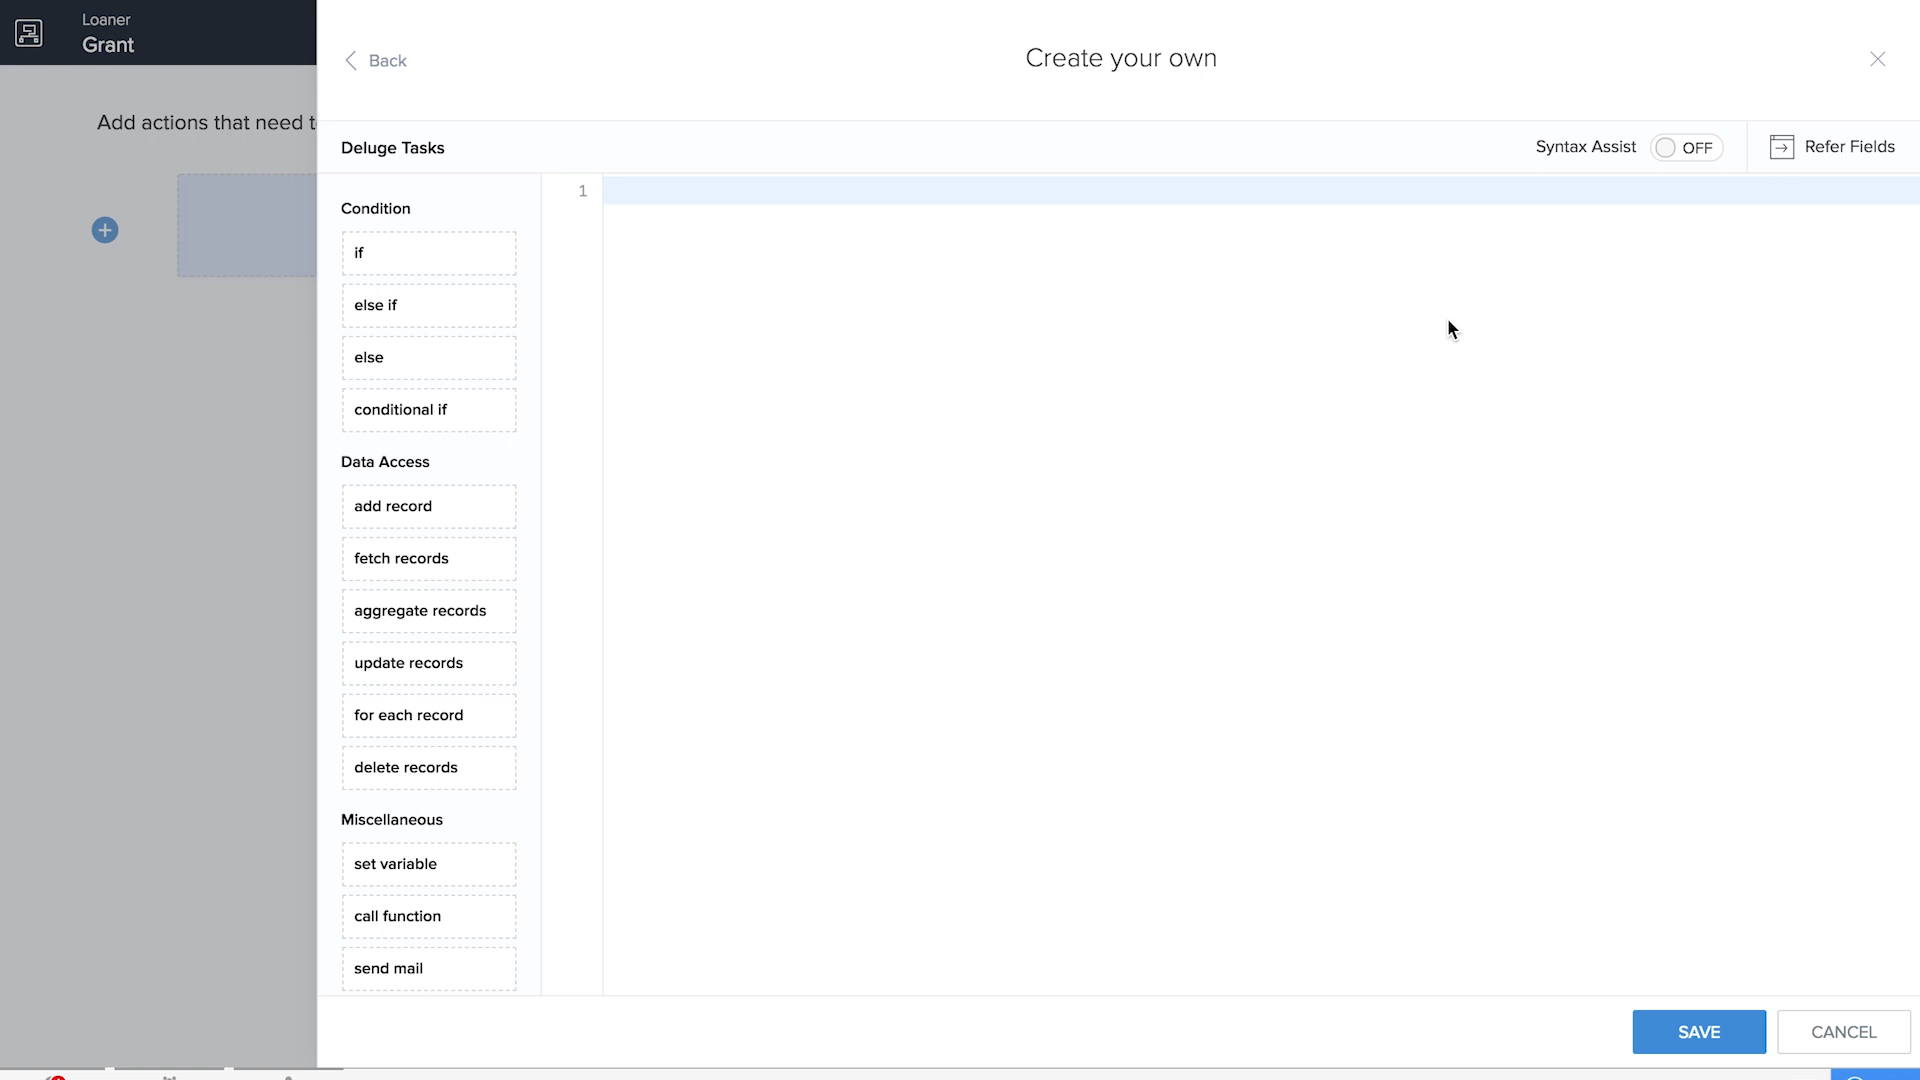 Loaner
Grant
Back
Create your own
Add actions that need t
Deluge Tasks
Syntax Assist
OFF
Refer Fields
1
Condition
if
else if
else
conditional if
Data Access
add record
fetch records
aggregate records
update records
for each record
delete records
Miscellaneous
set variable
call function
send mail
SAVE
CANCEL